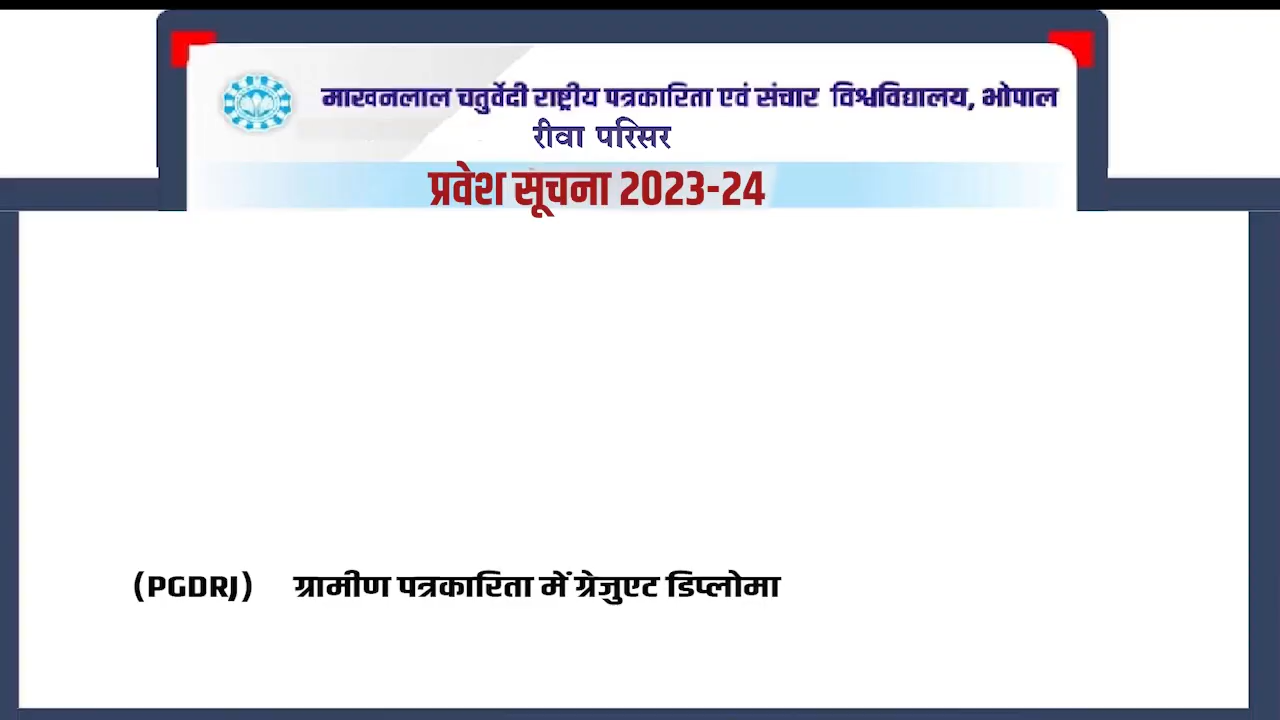 माखनलाल चतुर्वेदी राष्ट्रीय पत्रकारिता एवं संचार विश्वविद्यालय, भोपाल
रीवा परिसर
प्रवेश सूचना 2023-24
(PGDRJ) ग्रामीण पत्रकारिता में ग्रेजुएट डिप्लोमा